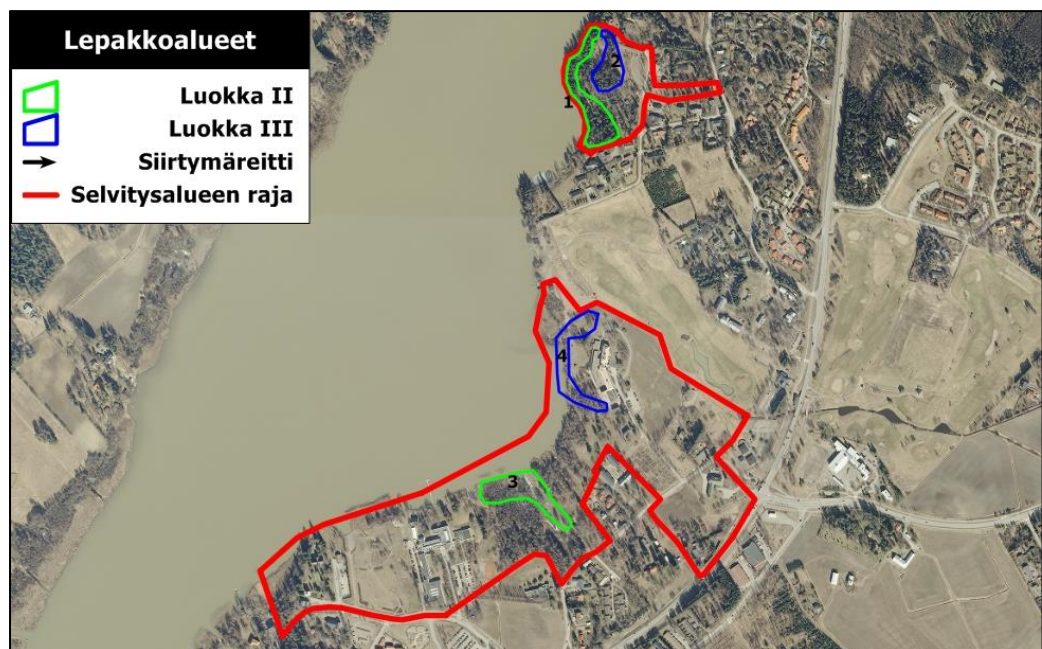 Lepakkoalueet
Luokka II
Luokka III
Siirtymäreitti
Selvitysalueen raja
2
1
4
3